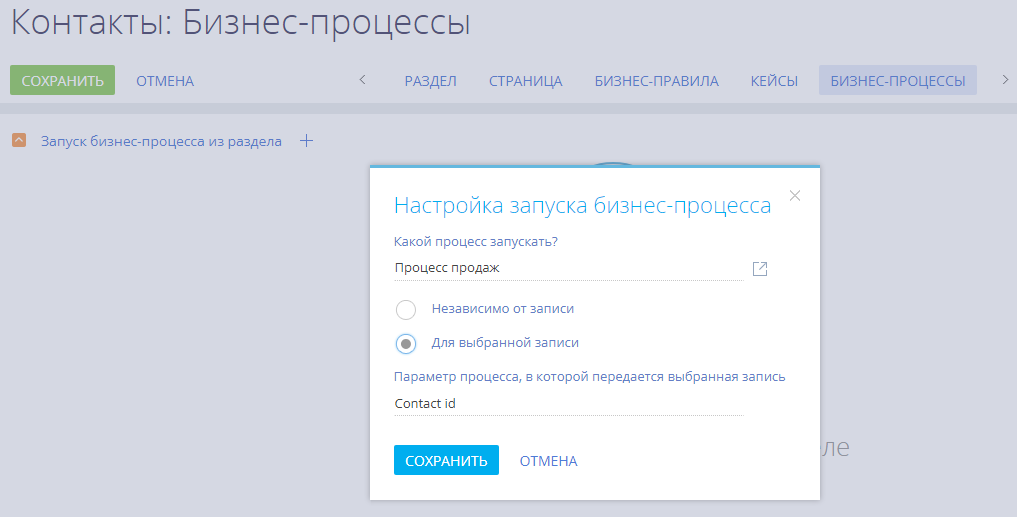 Контакты: Бизнес-процессы
СОХРАНИТЬ ОТМЕНА РАЗДЕЛ СТРАНИЦА БИЗНЕС-ПРАВИЛА КЕЙСЫ БИЗНЕС-ПРОЦЕССЫ
Запуск бизнес-процесса из раздела
Настройка запуска бизнес-процесса
Какой процесс запускать?
Процесс продаж
Независимо от записи
Для выбранной записи
Параметр процесса, в которой передается выбранная запись
Contact id
СОХРАНИТЬ ОТМЕНА